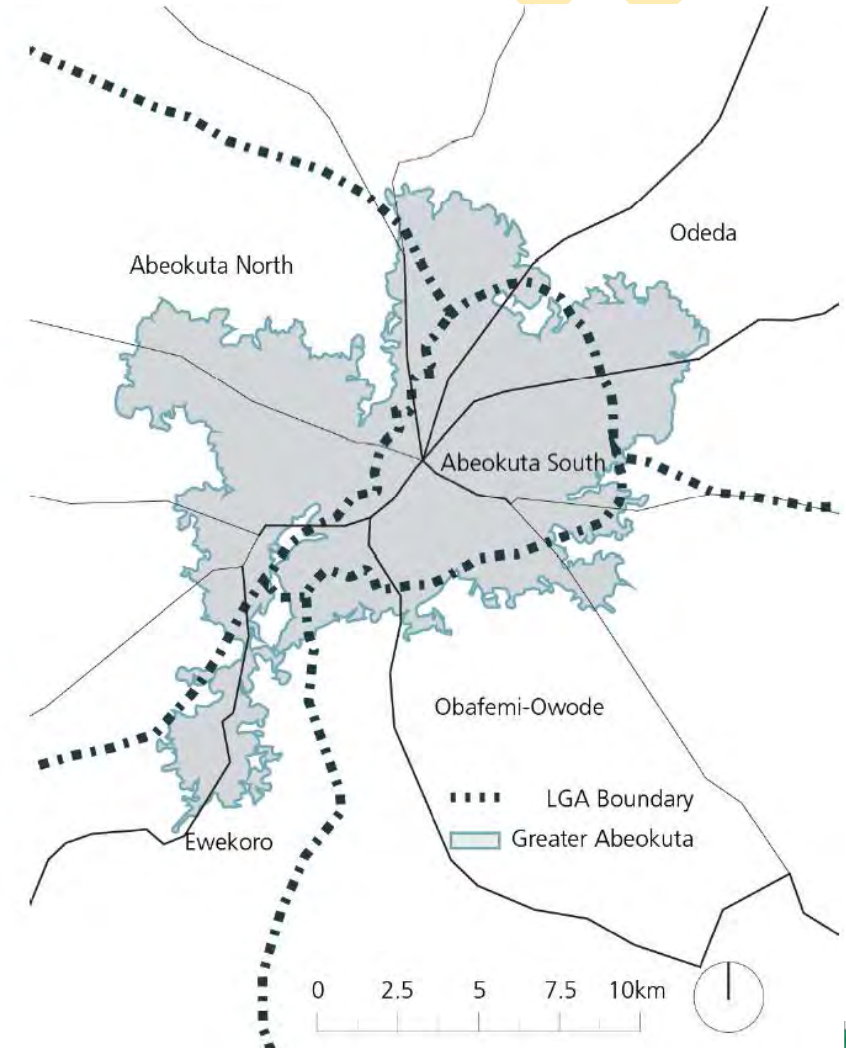 Odeda
Abeokuta North
Abeokuta South
Obafemi-Owode
LGA Boundary
Greater Abeokuta
Ewekoro
0 2.5 5 7.5 10km